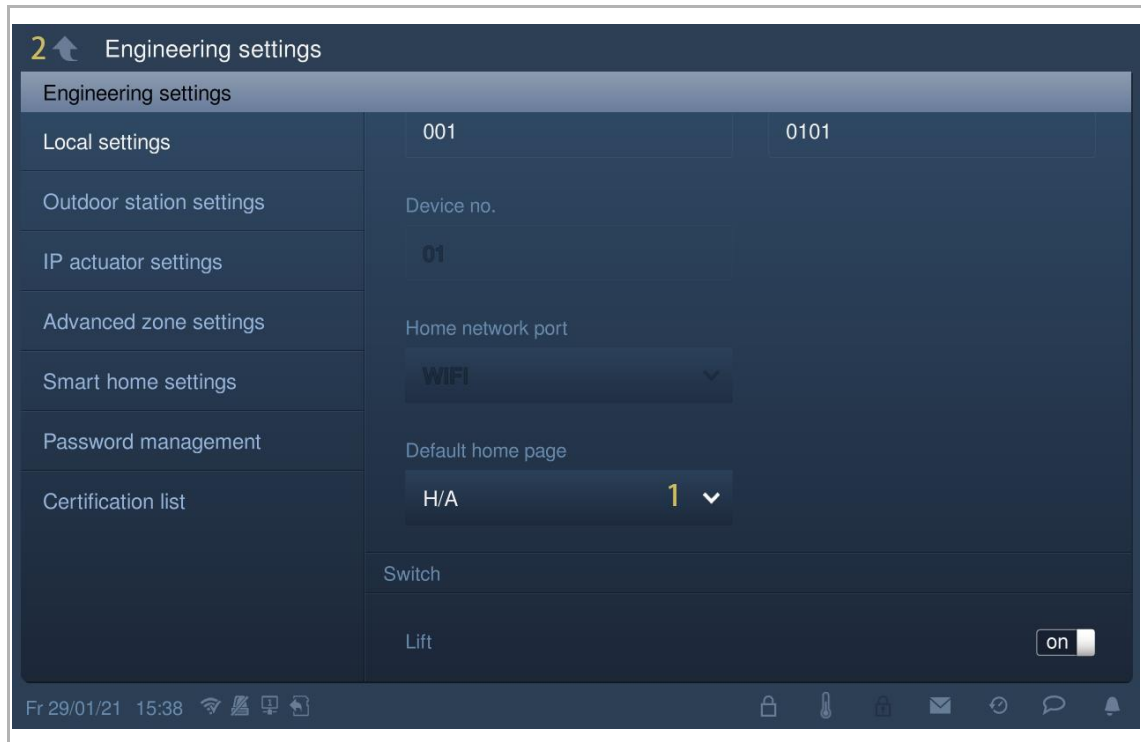 2 Engineering settings
Engineering settings
Local settings
001 0101
Outdoor station settings
Device no.
01
IP actuator settings
Advanced zone settings
Home network port
WIFI
Smart home settings
Password management
Default home page
H/A 1
Certification list
Switch
Lift on
Fr 29/01/21 15:38